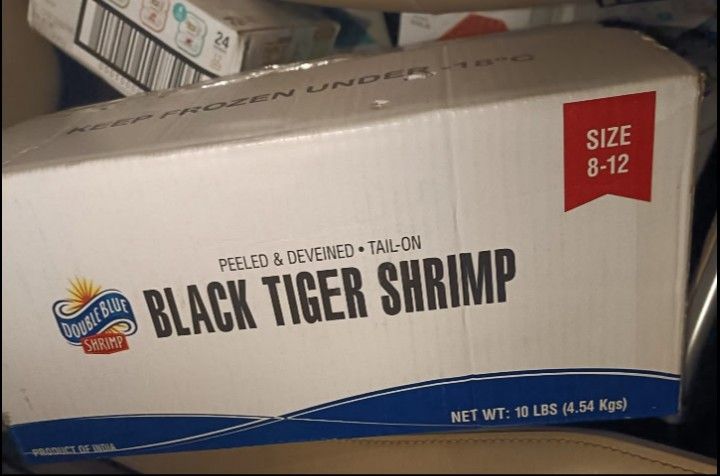 24
KEEP FROZEN UNDER -18°C
SIZE
8-12
PEELED & DEVEINED • TAIL-ON
BLACK TIGER SHRIMP
DOUBLE BLUE
SHRIMP
NET WT: 10 LBS (4.54 Kgs)
PRODUCT OF INDIA